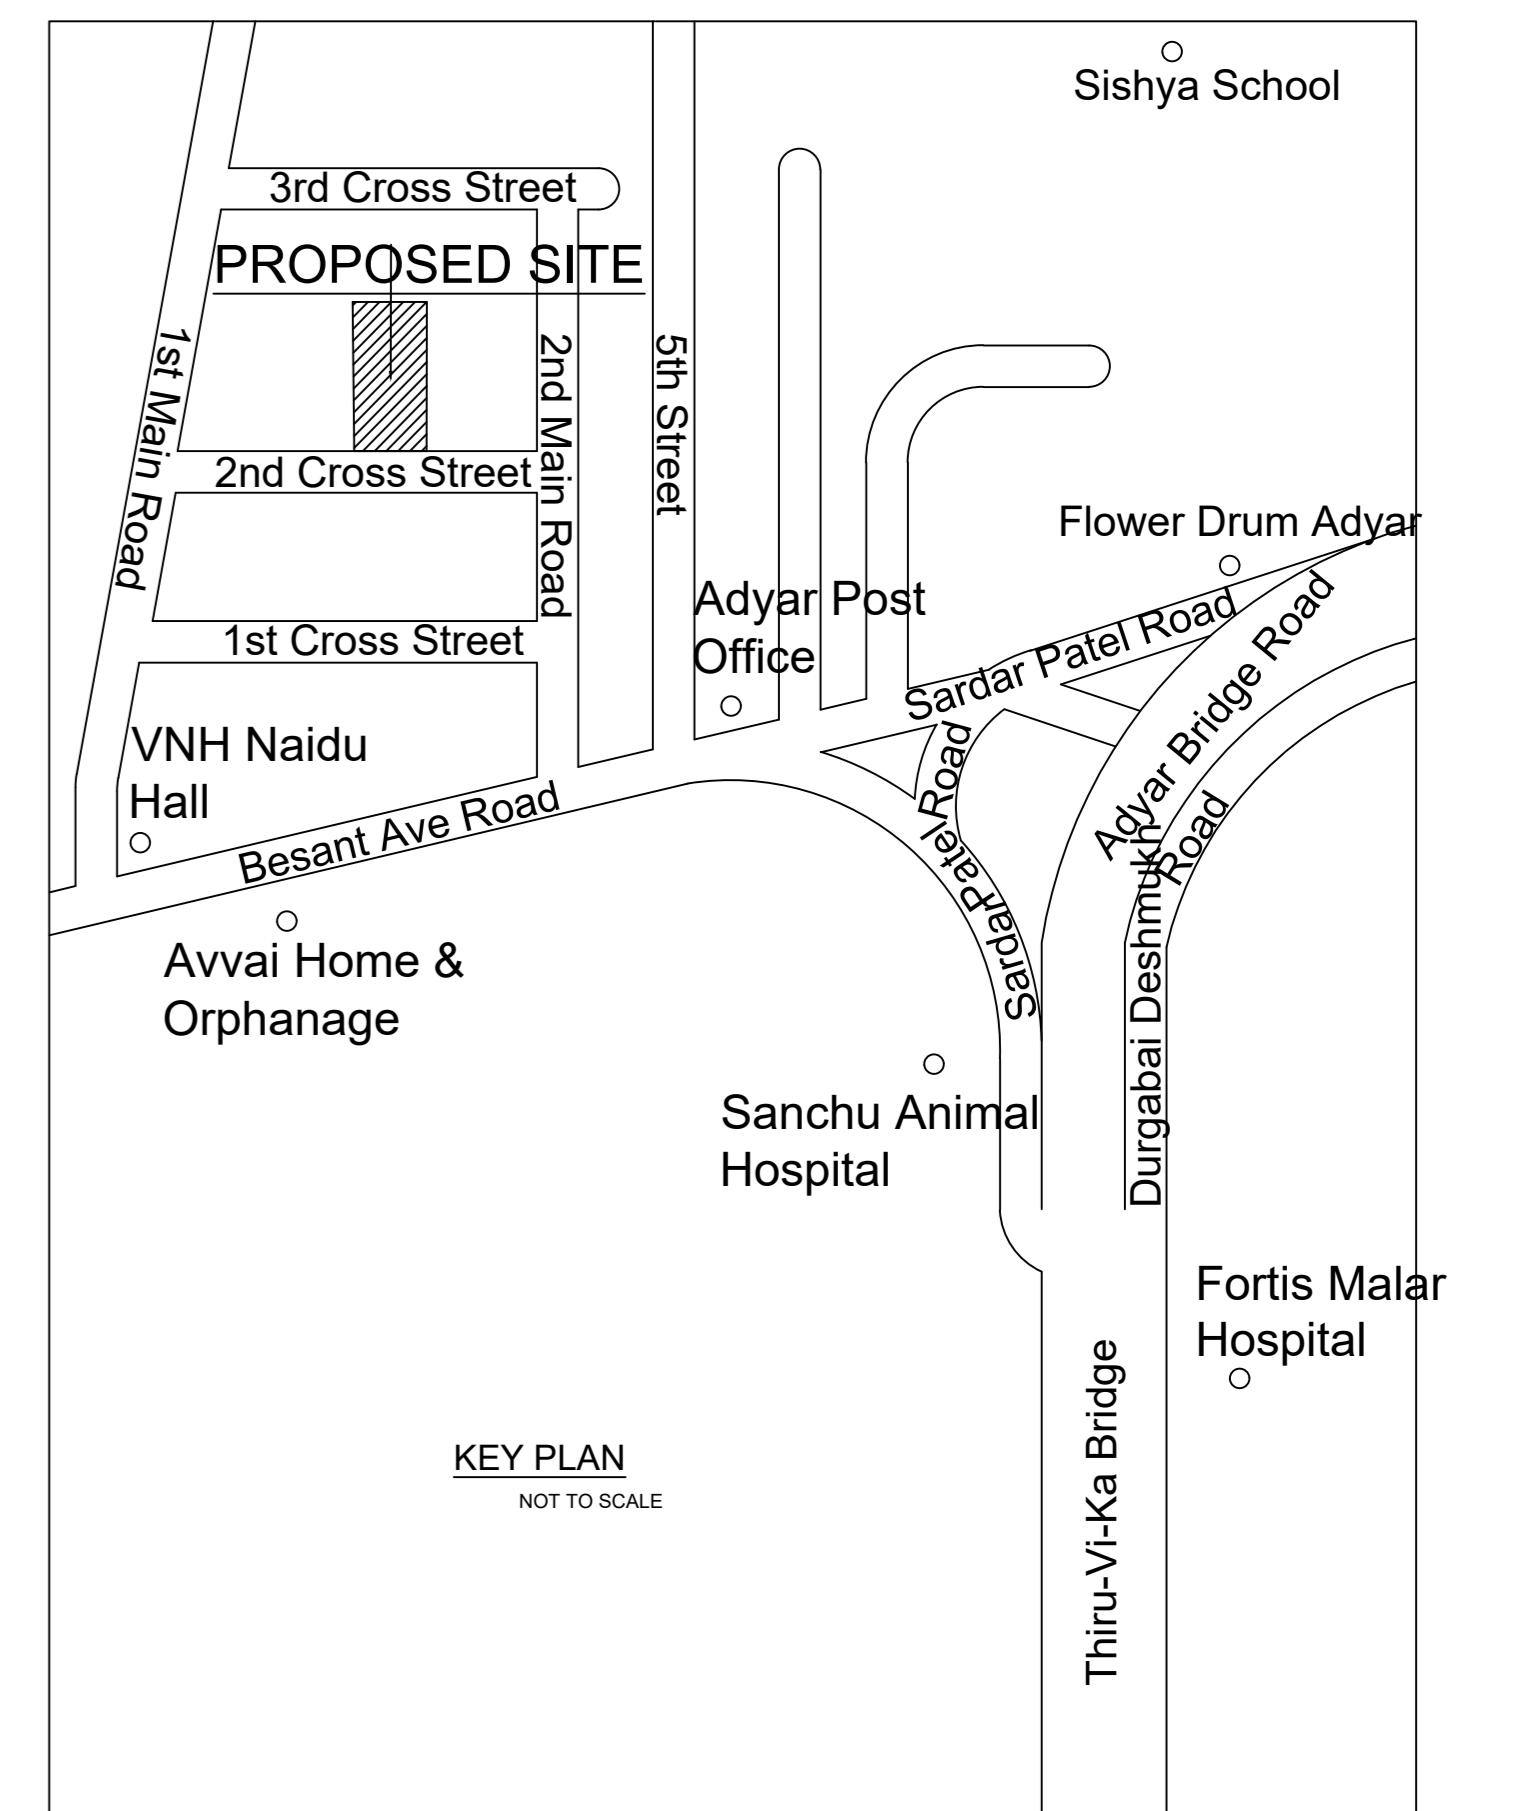 Sishya School
3rd Cross Street
PROPOSED SITE
1st Main Road
2nd Main Road
5th Street
2nd Cross Street
Flower Drum Adyar
Adyar Post
Office
Sardar Patel Road
Adyar Bridge Road
1st Cross Street
VNH Naidu
Hall
Besant Ave Road
Sardar Patel Road
Durgabai Deshmukh
Road
Avvai Home &
Orphanage
Sanchu Animal
Hospital
Fortis Malar
Hospital
Thiru-Vi-Ka Bridge
KEY PLAN
NOT TO SCALE